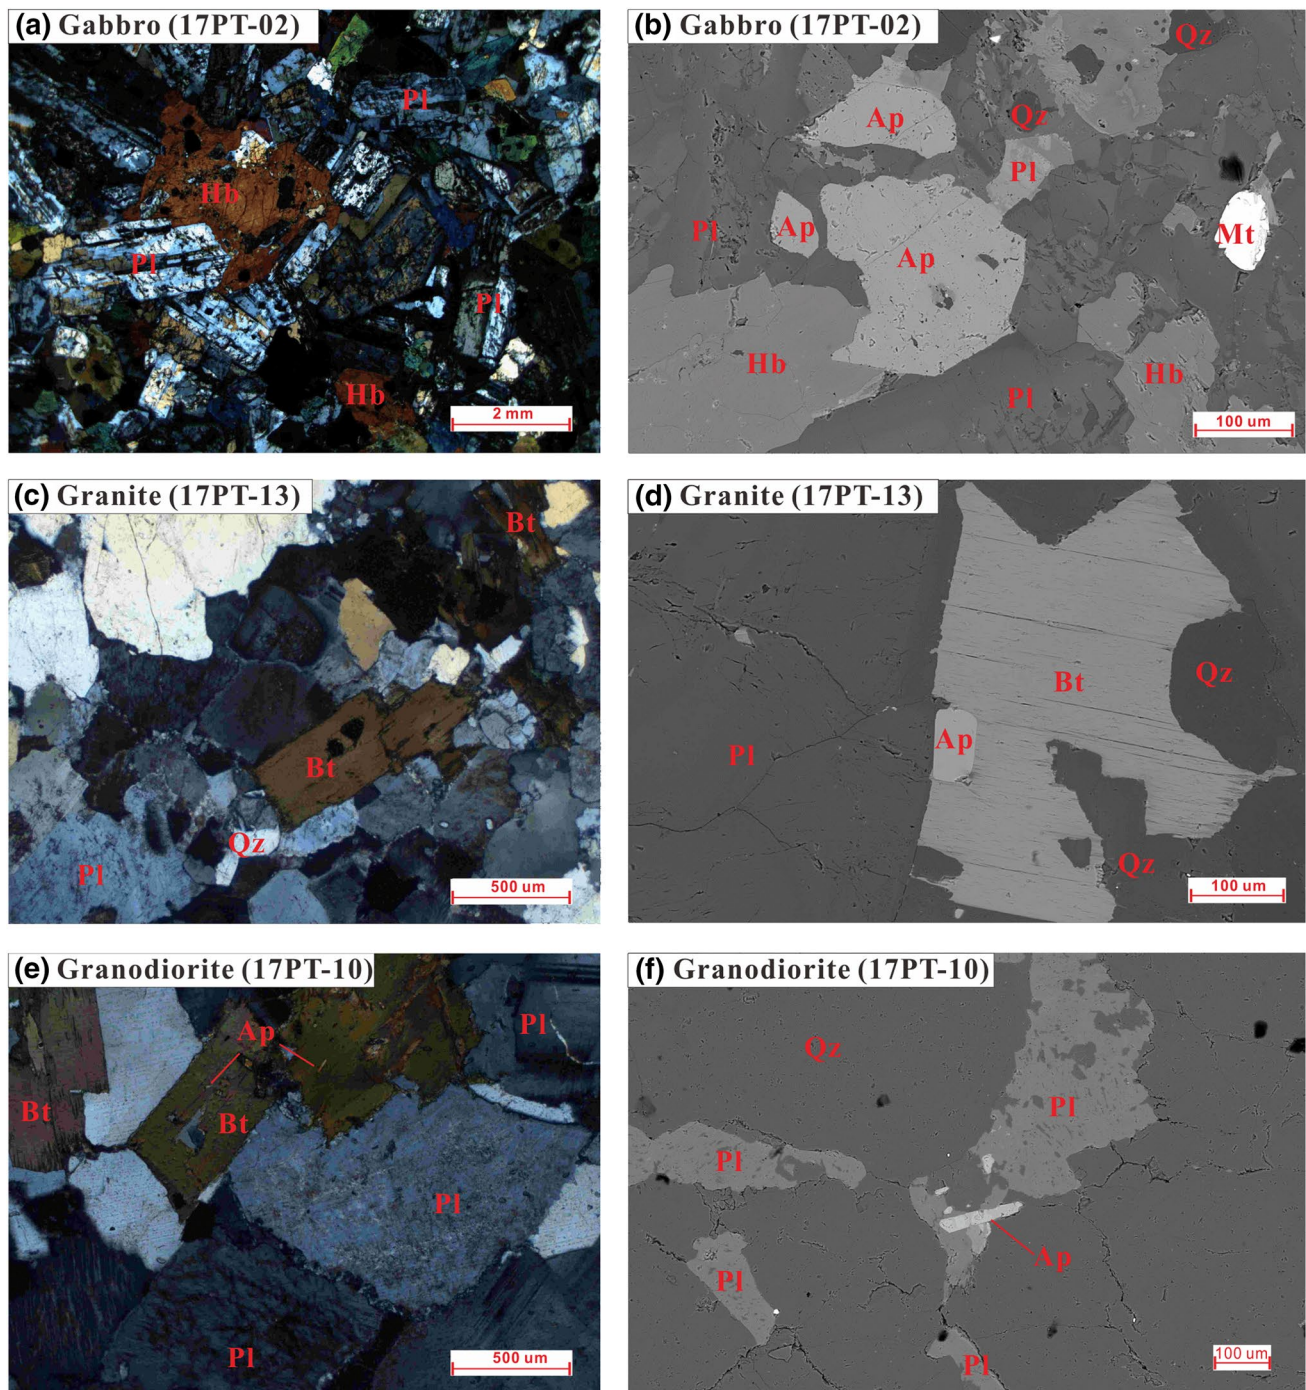 (a) Gabbro (17PT-02)
Pl
Hb
Pl
Pl
Hb
2 mm
(b) Gabbro (17PT-02)
Qz
Ap
Qz
Pl
Pl
Ap
Ap
Mt
Hb
Pl
Hb
100 um
(c) Granite (17PT-13)
Bt
Bt
Qz
Pl
500 um
(d) Granite (17PT-13)
Bt
Qz
Ap
Pl
Qz
100 um
(e) Granodiorite (17PT-10)
Ap
Pl
Bt
Bt
Pl
Pl
500 um
(f) Granodiorite (17PT-10)
Qz
Pl
Pl
Ap
Pl
Pl
100 um